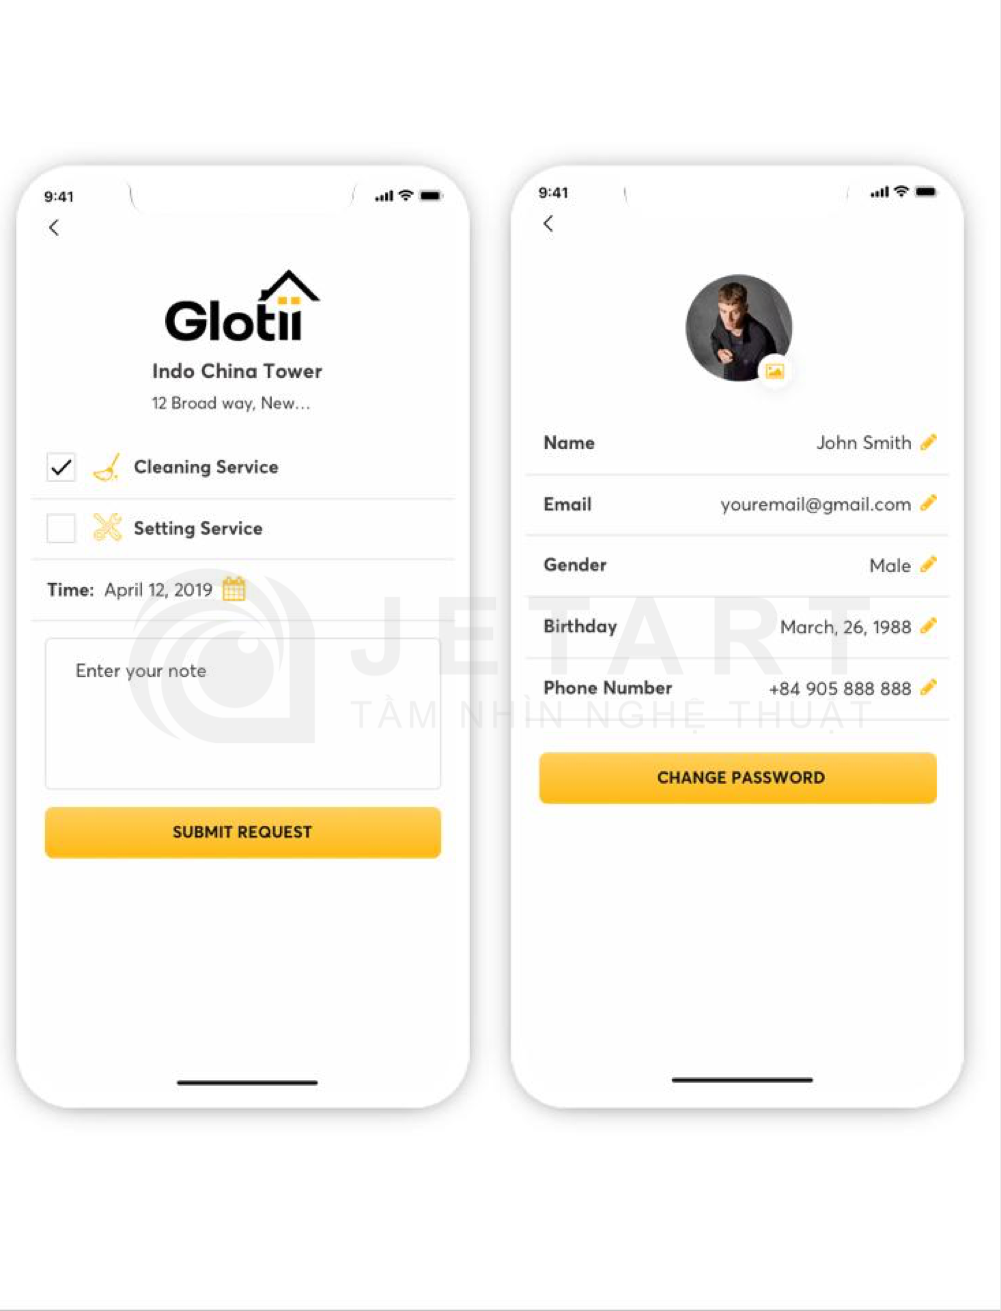 9:41
Glotii
Indo China Tower
12 Broad way, New...
Cleaning Service
Setting Service
Time: April 12, 2019
Enter your note
SUBMIT REQUEST
9:41
Name John Smith
Email youremail@gmail.com
Gender Male
Birthday March, 26, 1988
Phone Number +84 905 888 888
CHANGE PASSWORD
JETART
TẦM NHÌN NGHỆ THUẬT